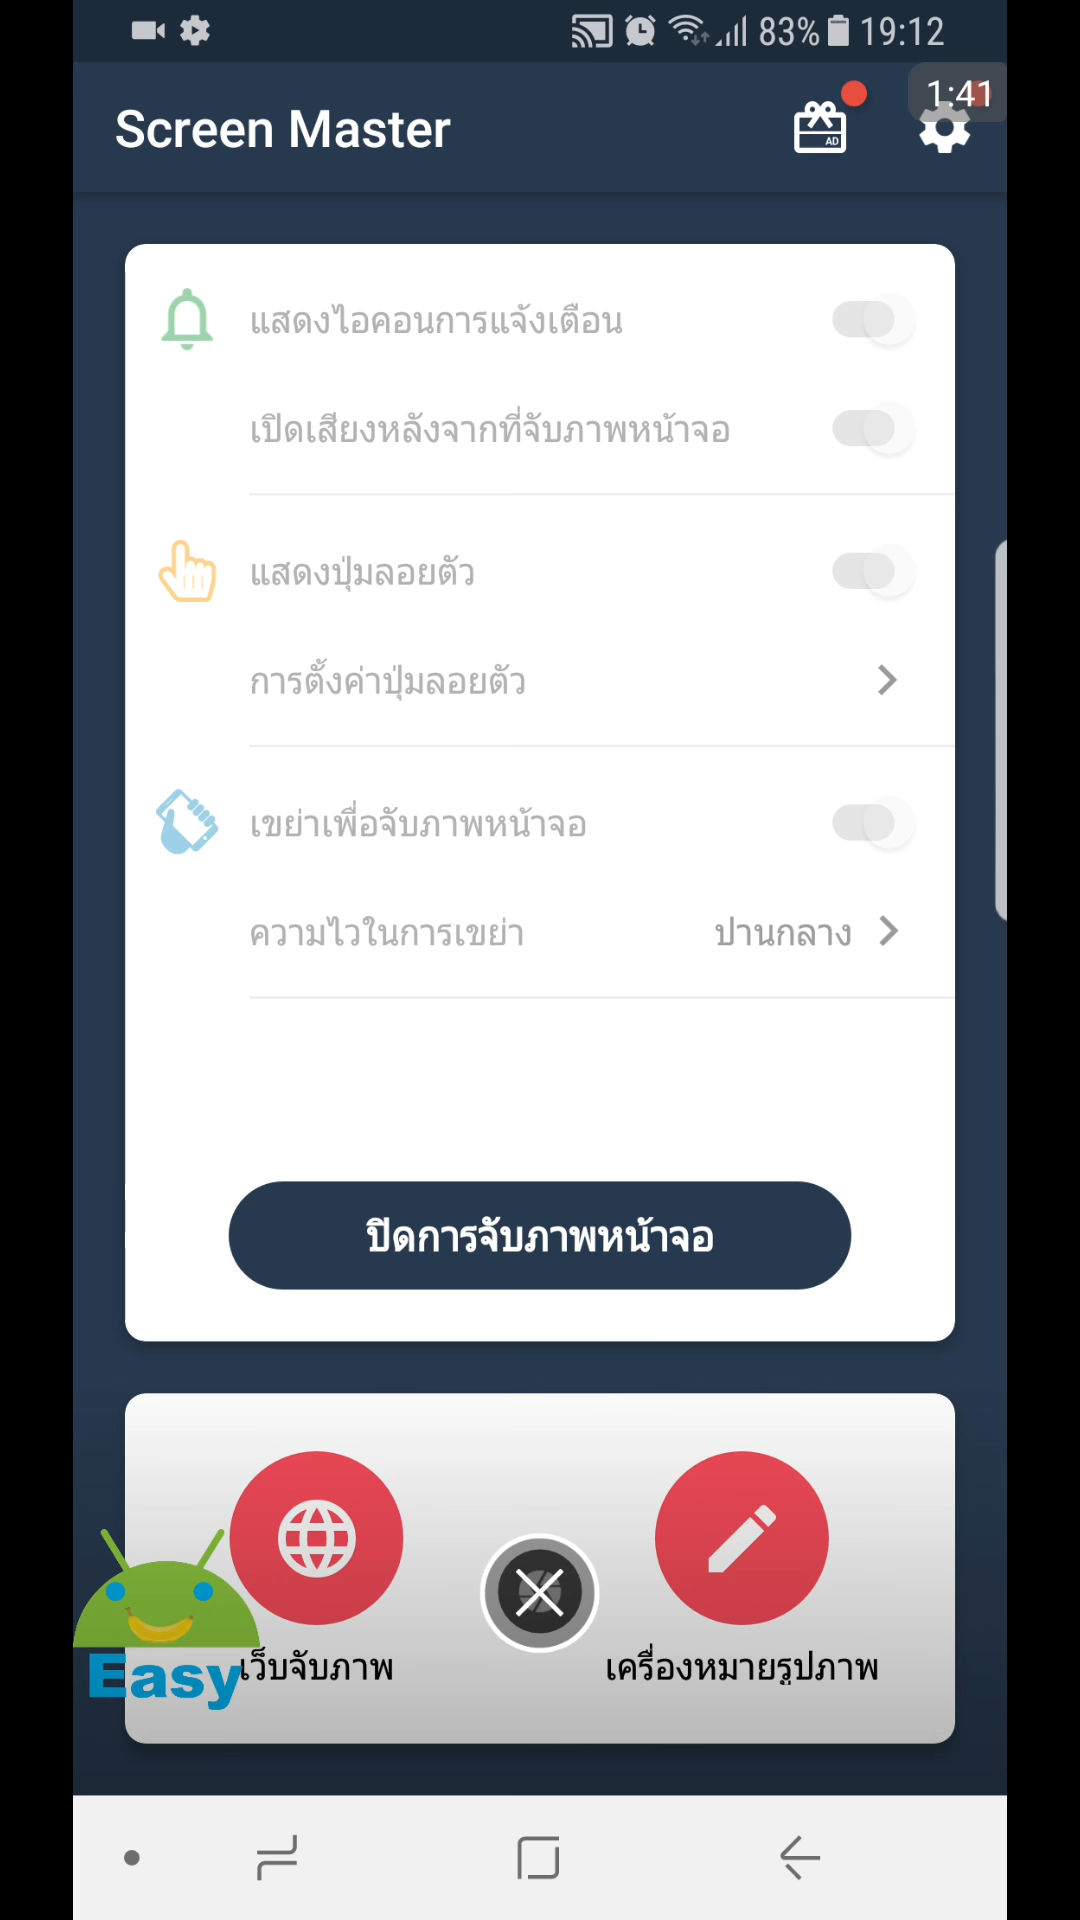 83% 19:12
1:41
Screen Master
AD
แสดงไอคอนการแจ้งเตือน
เปิดเสียงหลังจากที่จับภาพหน้าจอ
แสดงปุ่มลอยตัว
การตั้งค่าปุ่มลอยตัว
เขย่าเพื่อจับภาพหน้าจอ
ความไวในการเขย่า ปานกลาง
ปิดการจับภาพหน้าจอ
เว็บจับภาพ เครื่องหมายรูปภาพ
Easy